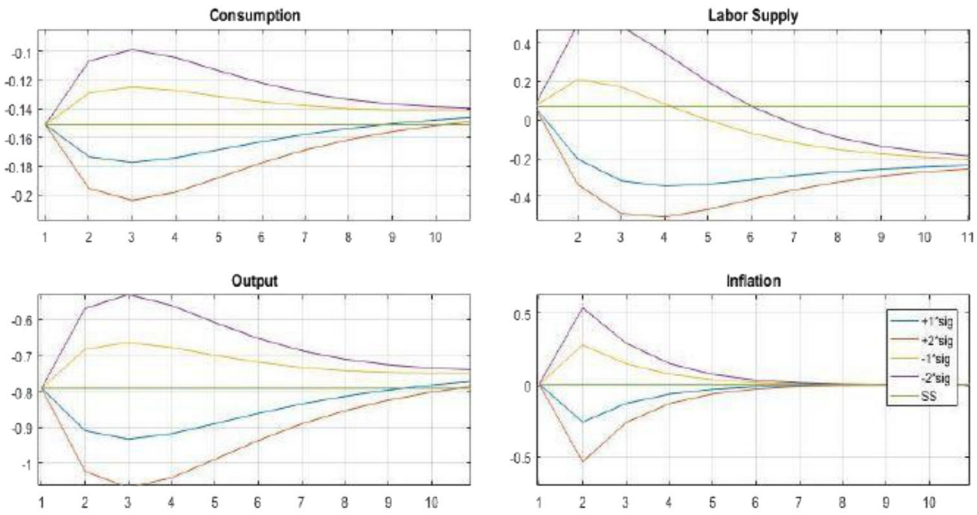 Consumption
-0.1
-0.12
-0.14
-0.16
-0.18
-0.2
1 2 3 4 5 6 7 8 9 10
Labor Supply
0.4
0.2
0
-0.2
-0.4
2 3 4 5 6 7 8 9 10 11
Output
-0.6
-0.7
-0.8
-0.9
-1
1 2 3 4 5 6 7 8 9 10
Inflation
0.5
0
-0.5
1 2 3 4 5 6 7 8 9 10
+1*sig
+2*sig
-1*sig
-2*sig
SS